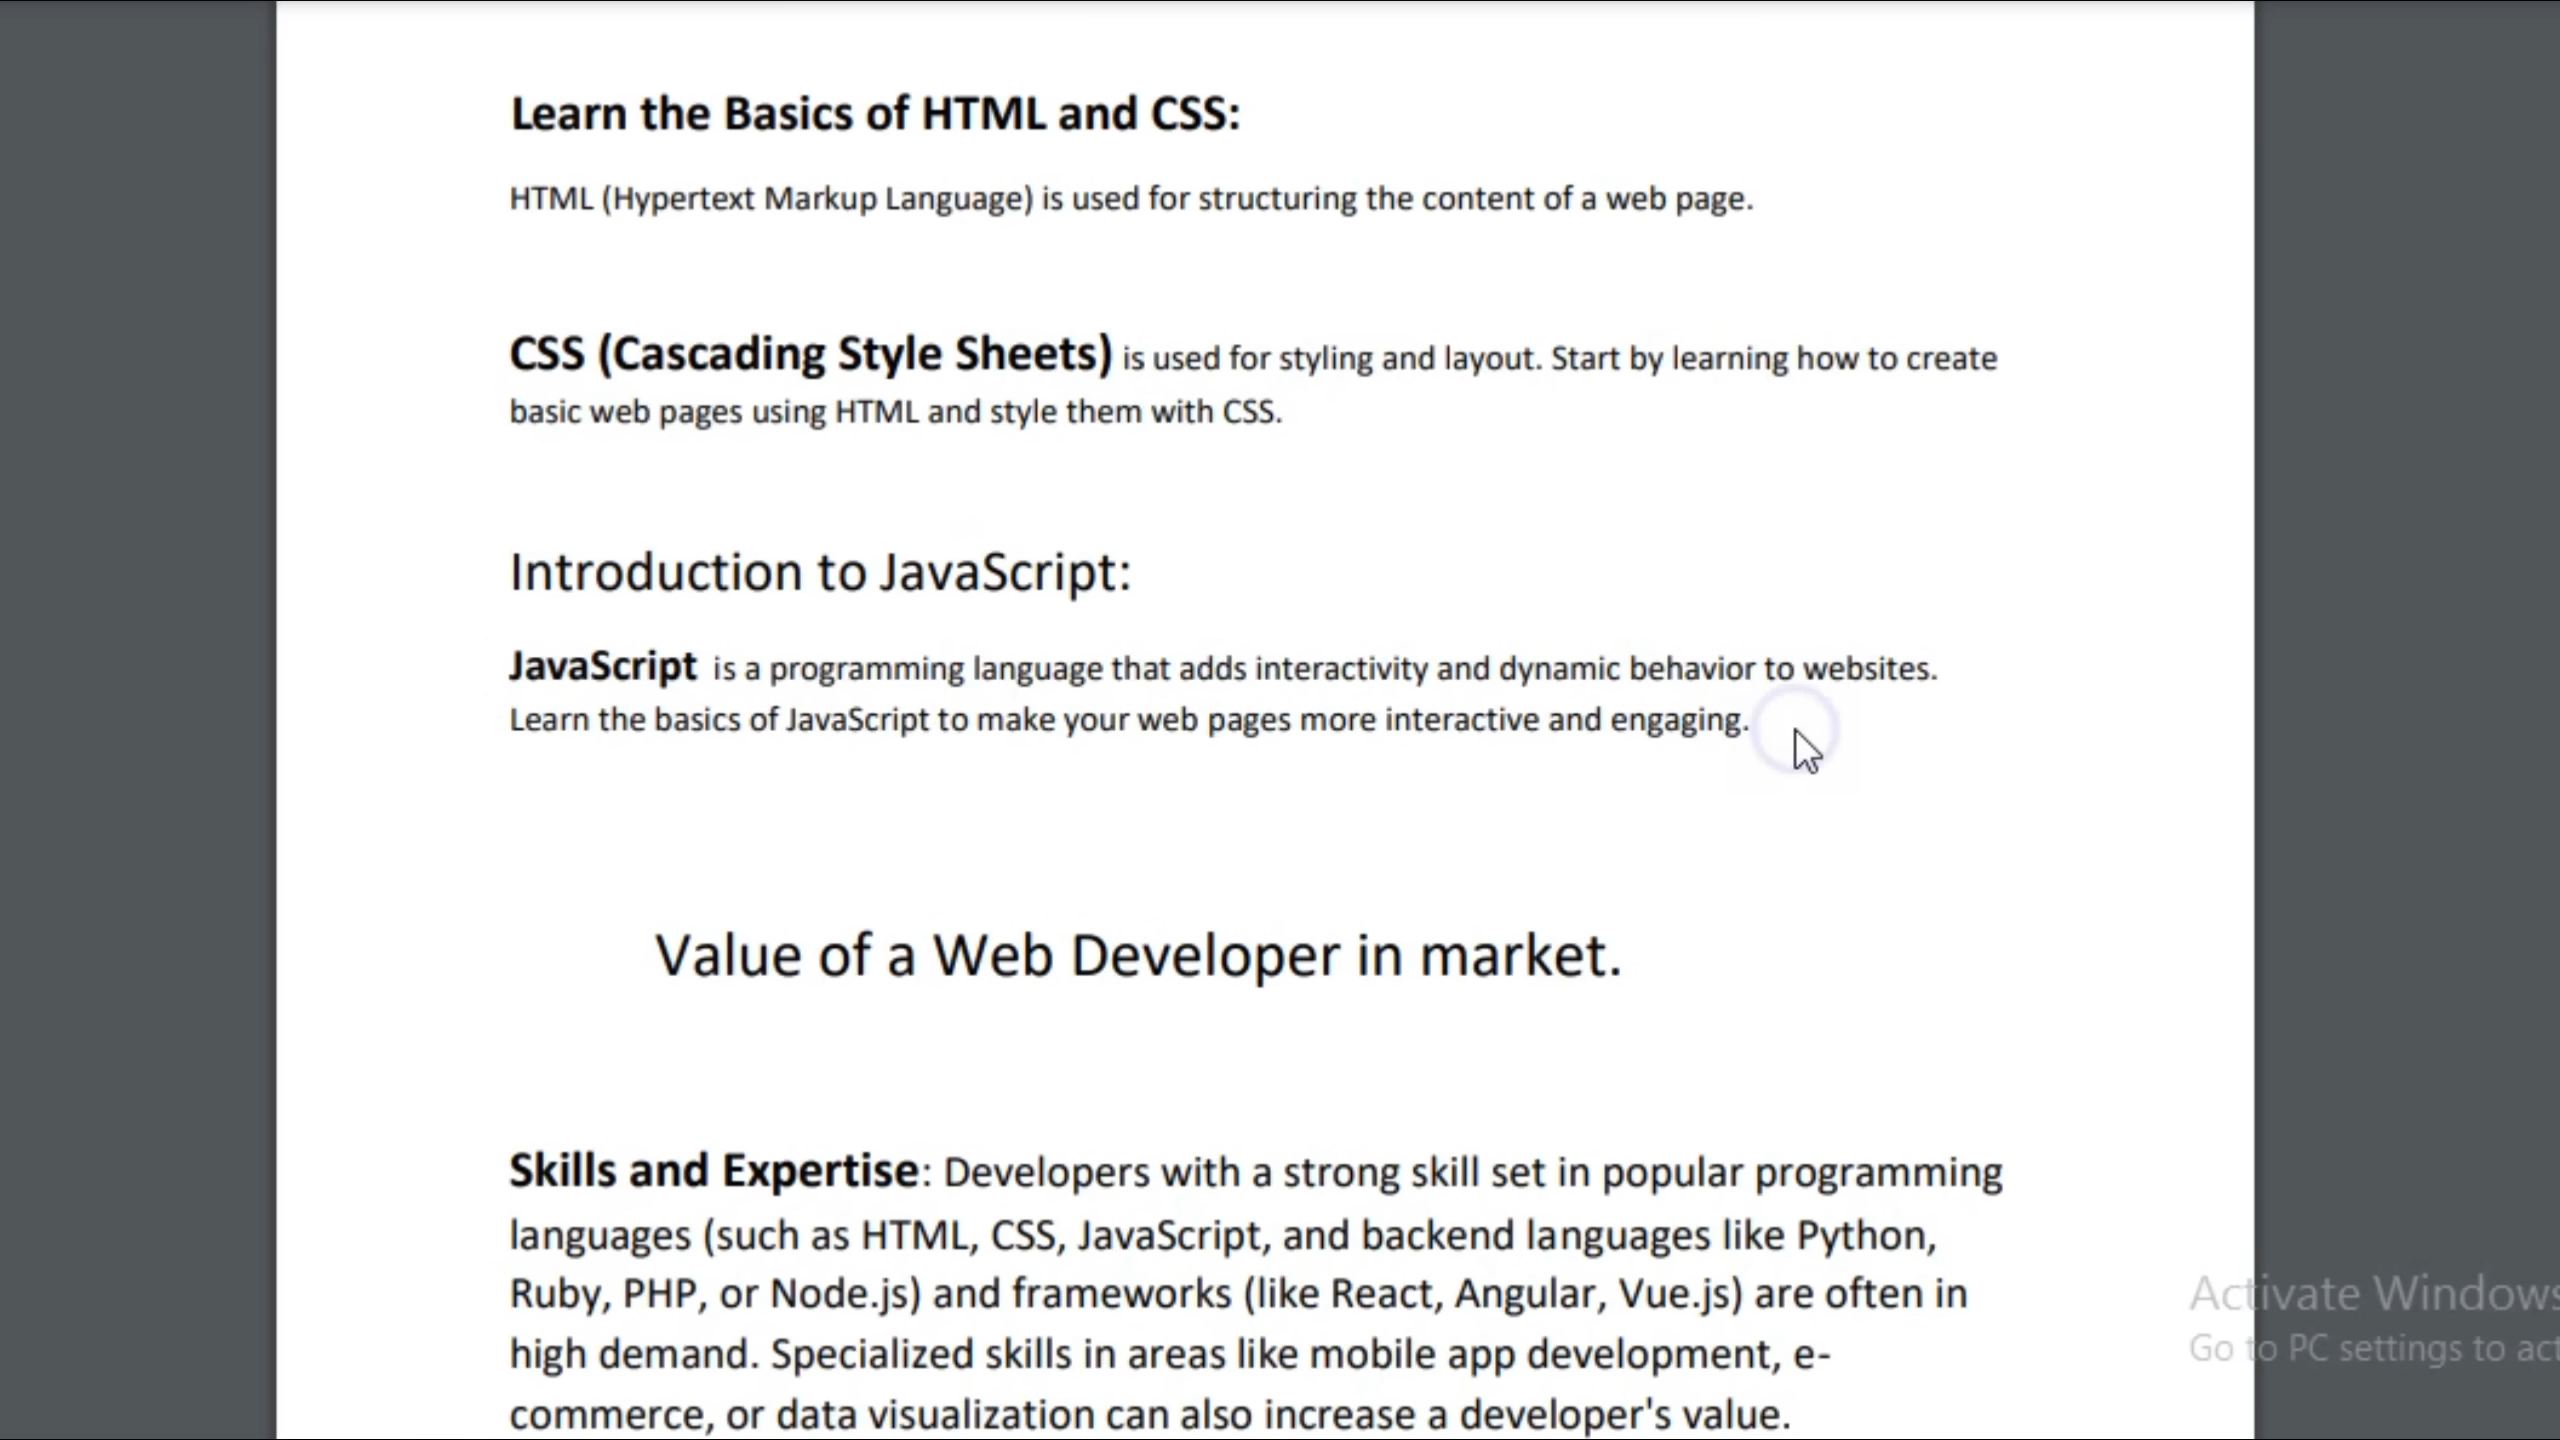 Learn the Basics of HTML and CSS:
HTML (Hypertext Markup Language) is used for structuring the content of a web page.
CSS (Cascading Style Sheets) is used for styling and layout. Start by learning how to create
basic web pages using HTML and style them with CSS.
Introduction to JavaScript:
JavaScript is a programming language that adds interactivity and dynamic behavior to websites.
Learn the basics of JavaScript to make your web pages more interactive and engaging.
Value of a Web Developer in market.
Skills and Expertise: Developers with a strong skill set in popular programming
languages (such as HTML, CSS, JavaScript, and backend languages like Python,
Ruby, PHP, or Node.js) and frameworks (like React, Angular, Vue.js) are often in
high demand. Specialized skills in areas like mobile app development, e-
commerce, or data visualization can also increase a developer's value.
Activate Windows
Go to PC settings to act